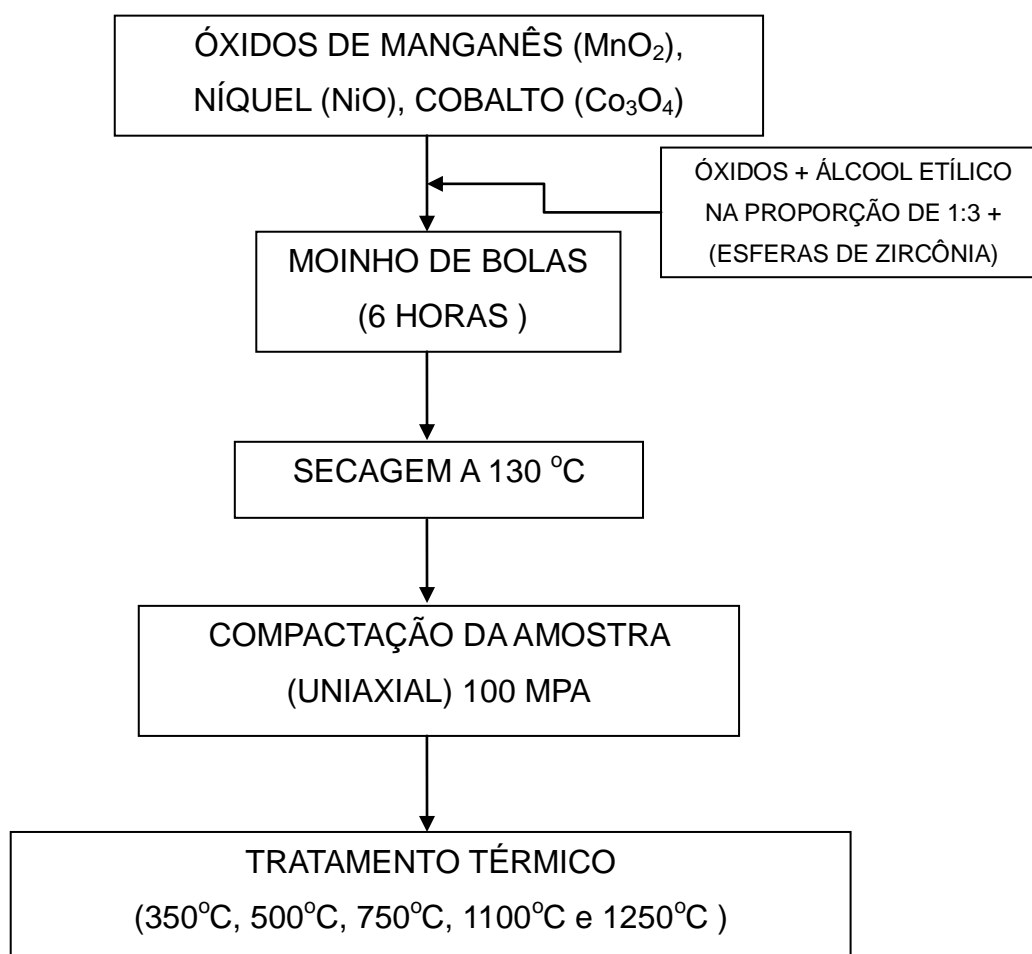 ÓXIDOS DE MANGANÊS (MnO₂),
NÍQUEL (NiO), COBALTO (Co₃O₄)
ÓXIDOS + ÁLCOOL ETÍLICO
NA PROPORÇÃO DE 1:3 +
(ESFERAS DE ZIRCÔNIA)
MOINHO DE BOLAS
(6 HORAS )
SECAGEM A 130 °C
COMPACTAÇÃO DA AMOSTRA
(UNIAXIAL) 100 MPA
TRATAMENTO TÉRMICO
(350°C, 500°C, 750°C, 1100°C e 1250°C )